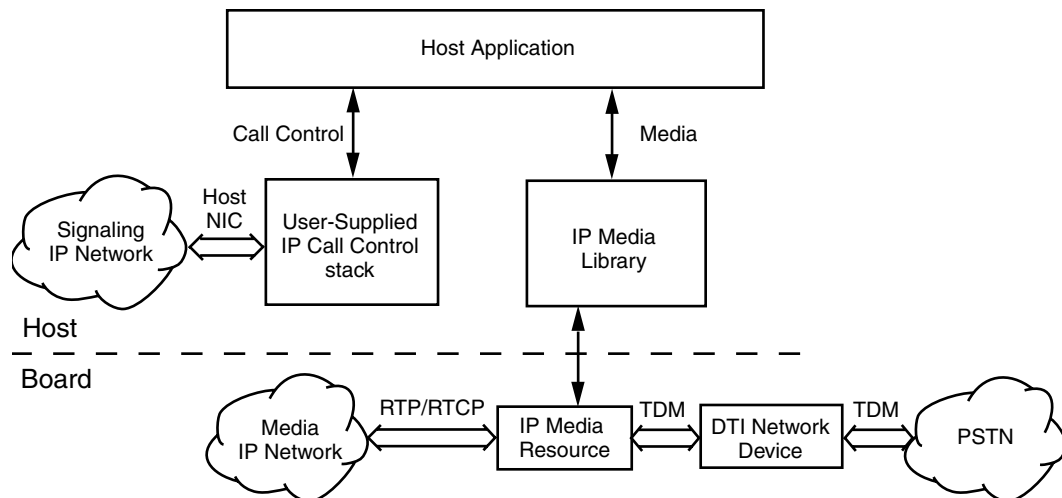 Host Application
Call Control
Media
Host
NIC
Signaling
IP Network
User-Supplied
IP Call Control
stack
IP Media
Library
Host
Board
Media
IP Network
RTP/RTCP
IP Media
Resource
TDM
DTI Network
Device
TDM
PSTN